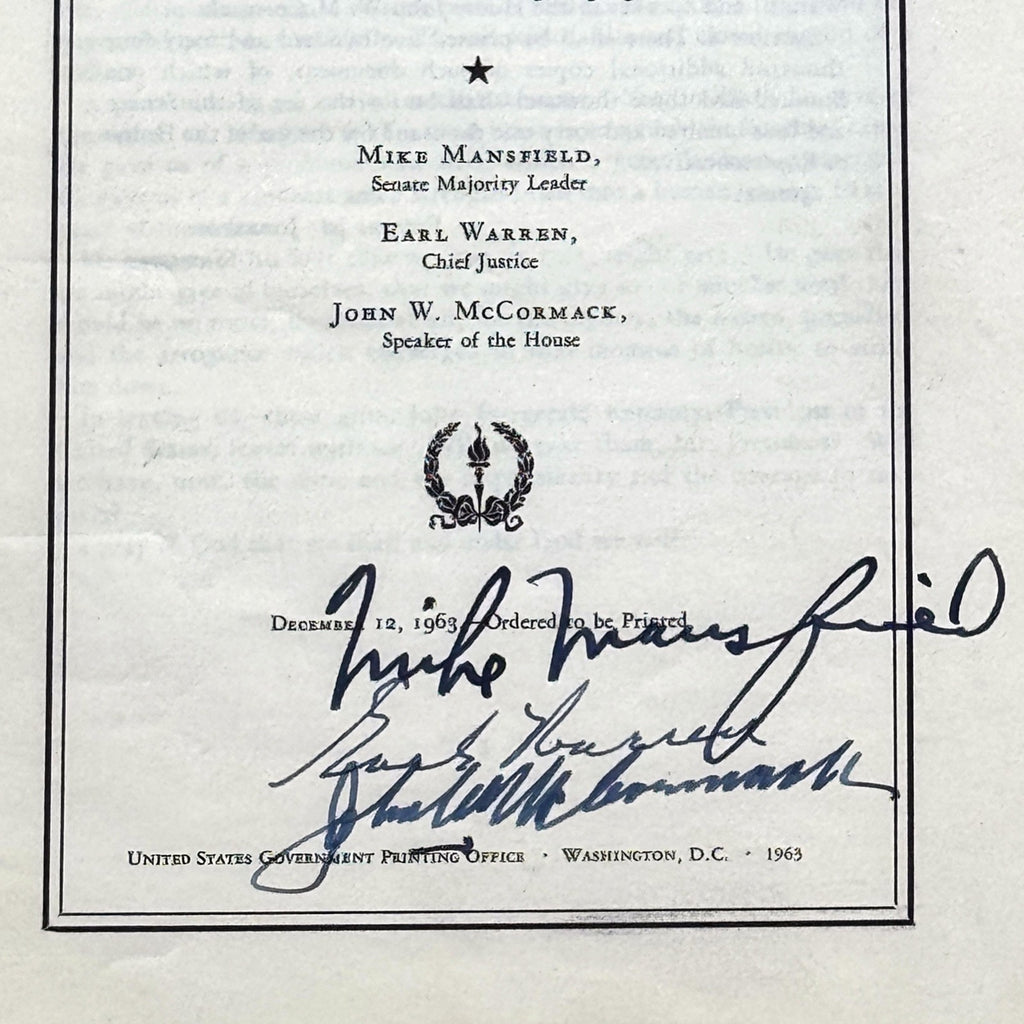 MIKE MANSFIELD,
Senate Majority Leader
EARL WARREN,
Chief Justice
JOHN W. McCORMACK,
Speaker of the House
DECEMBER 12, 1963.—Ordered to be Printed
Mike Mansfield
Earl Warren
John W McCormack
UNITED STATES GOVERNMENT PRINTING OFFICE · WASHINGTON, D.C. · 1963